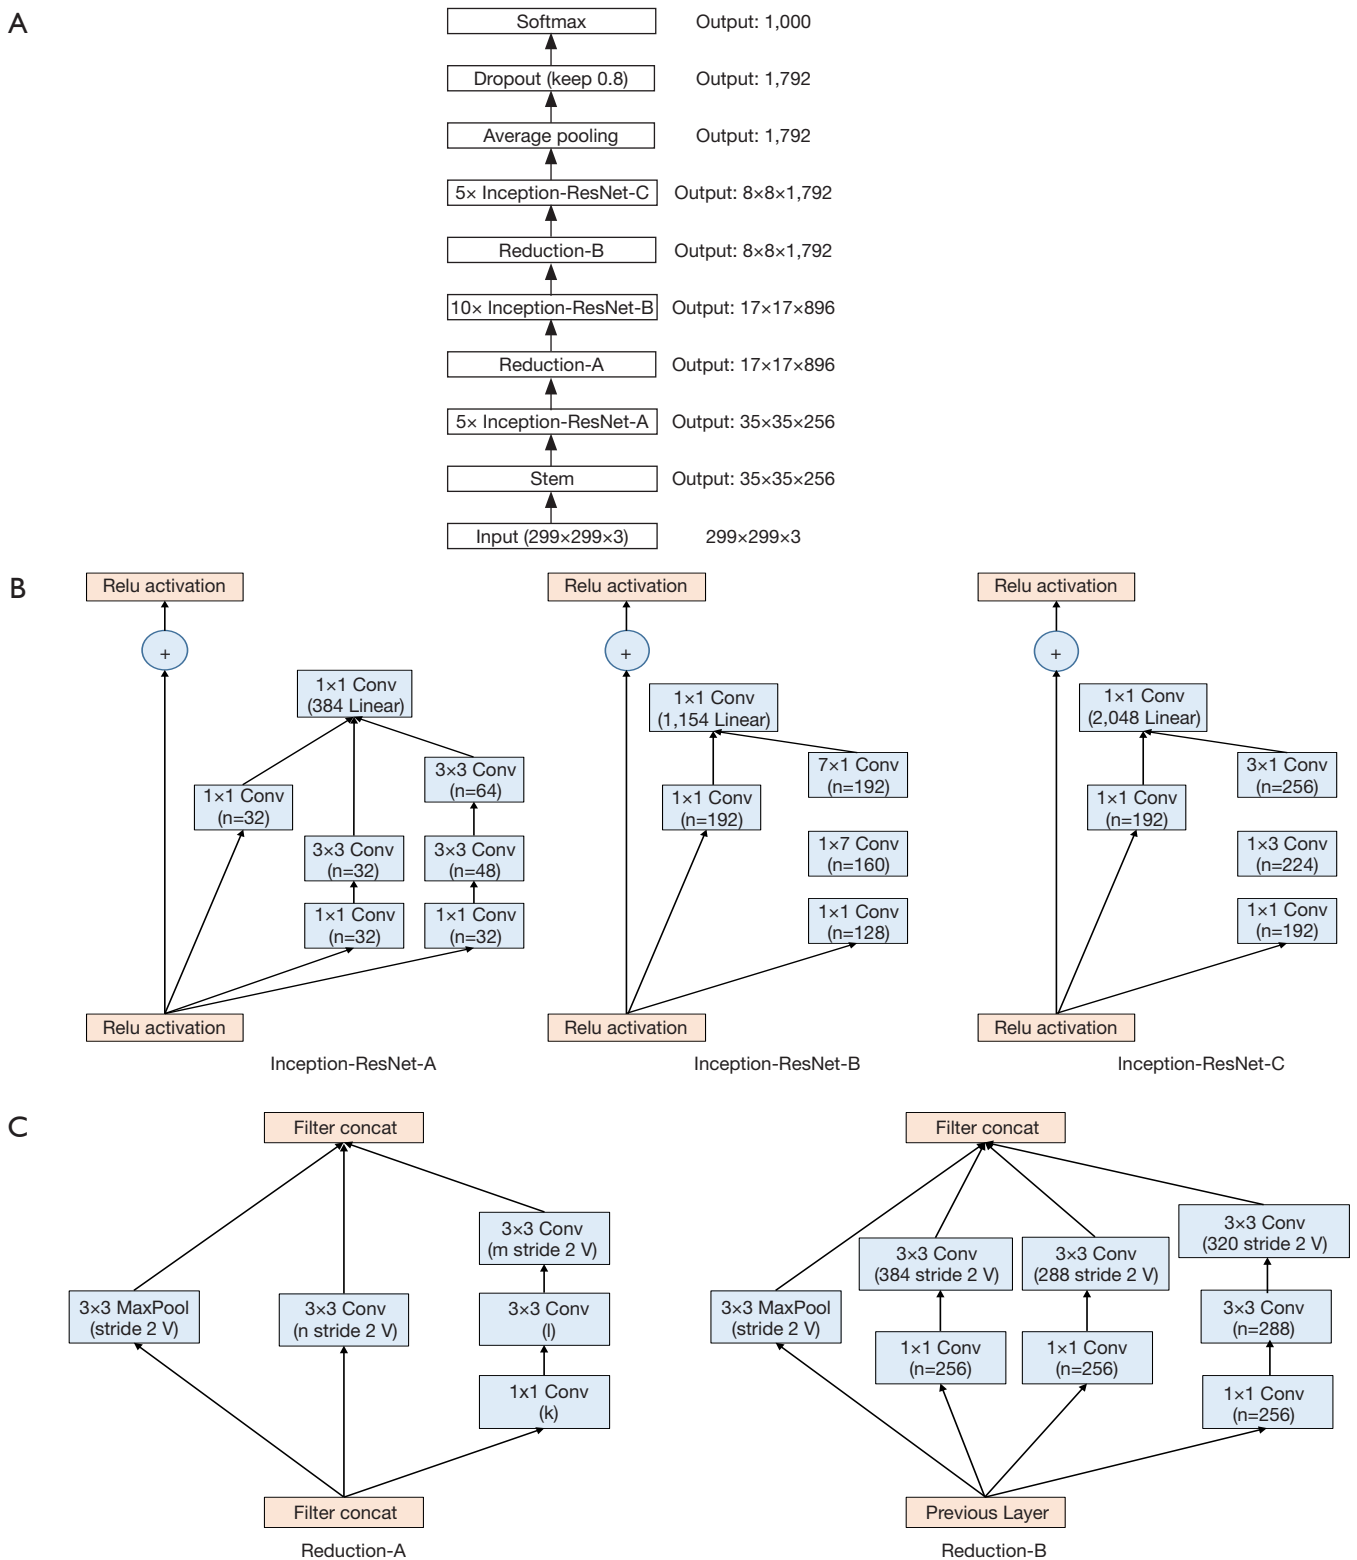 A
Softmax
Output: 1,000
Dropout (keep 0.8)
Output: 1,792
Average pooling
Output: 1,792
5× Inception-ResNet-C
Output: 8×8×1,792
Reduction-B
Output: 8×8×1,792
10× Inception-ResNet-B
Output: 17×17×896
Reduction-A
Output: 17×17×896
5× Inception-ResNet-A
Output: 35×35×256
Stem
Output: 35×35×256
Input (299×299×3)
299×299×3
B
Relu activation
+
1×1 Conv
(384 Linear)
1×1 Conv
(n=32)
3×3 Conv
(n=32)
1×1 Conv
(n=32)
3×3 Conv
(n=64)
3×3 Conv
(n=48)
1×1 Conv
(n=32)
Relu activation
Inception-ResNet-A
Relu activation
+
1×1 Conv
(1,154 Linear)
1×1 Conv
(n=192)
7×1 Conv
(n=192)
1×7 Conv
(n=160)
1×1 Conv
(n=128)
Relu activation
Inception-ResNet-B
Relu activation
+
1×1 Conv
(2,048 Linear)
1×1 Conv
(n=192)
3×1 Conv
(n=256)
1×3 Conv
(n=224)
1×1 Conv
(n=192)
Relu activation
Inception-ResNet-C
C
Filter concat
3×3 MaxPool
(stride 2 V)
3×3 Conv
(n stride 2 V)
3×3 Conv
(m stride 2 V)
3×3 Conv
(l)
1x1 Conv
(k)
Filter concat
Reduction-A
Filter concat
3×3 MaxPool
(stride 2 V)
3×3 Conv
(384 stride 2 V)
1×1 Conv
(n=256)
3×3 Conv
(288 stride 2 V)
1×1 Conv
(n=256)
3×3 Conv
(320 stride 2 V)
3×3 Conv
(n=288)
1×1 Conv
(n=256)
Previous Layer
Reduction-B